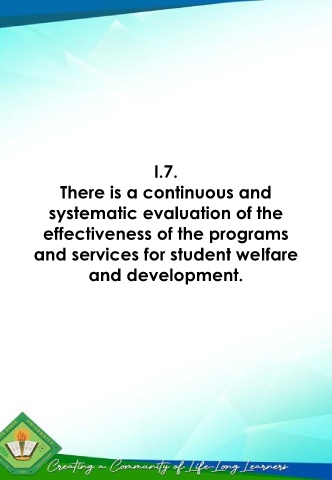 I.7.
There is a continuous and
systematic evaluation of the
effectiveness of the programs
and services for student welfare
and development.
Creating a Community of Life-Long Learners